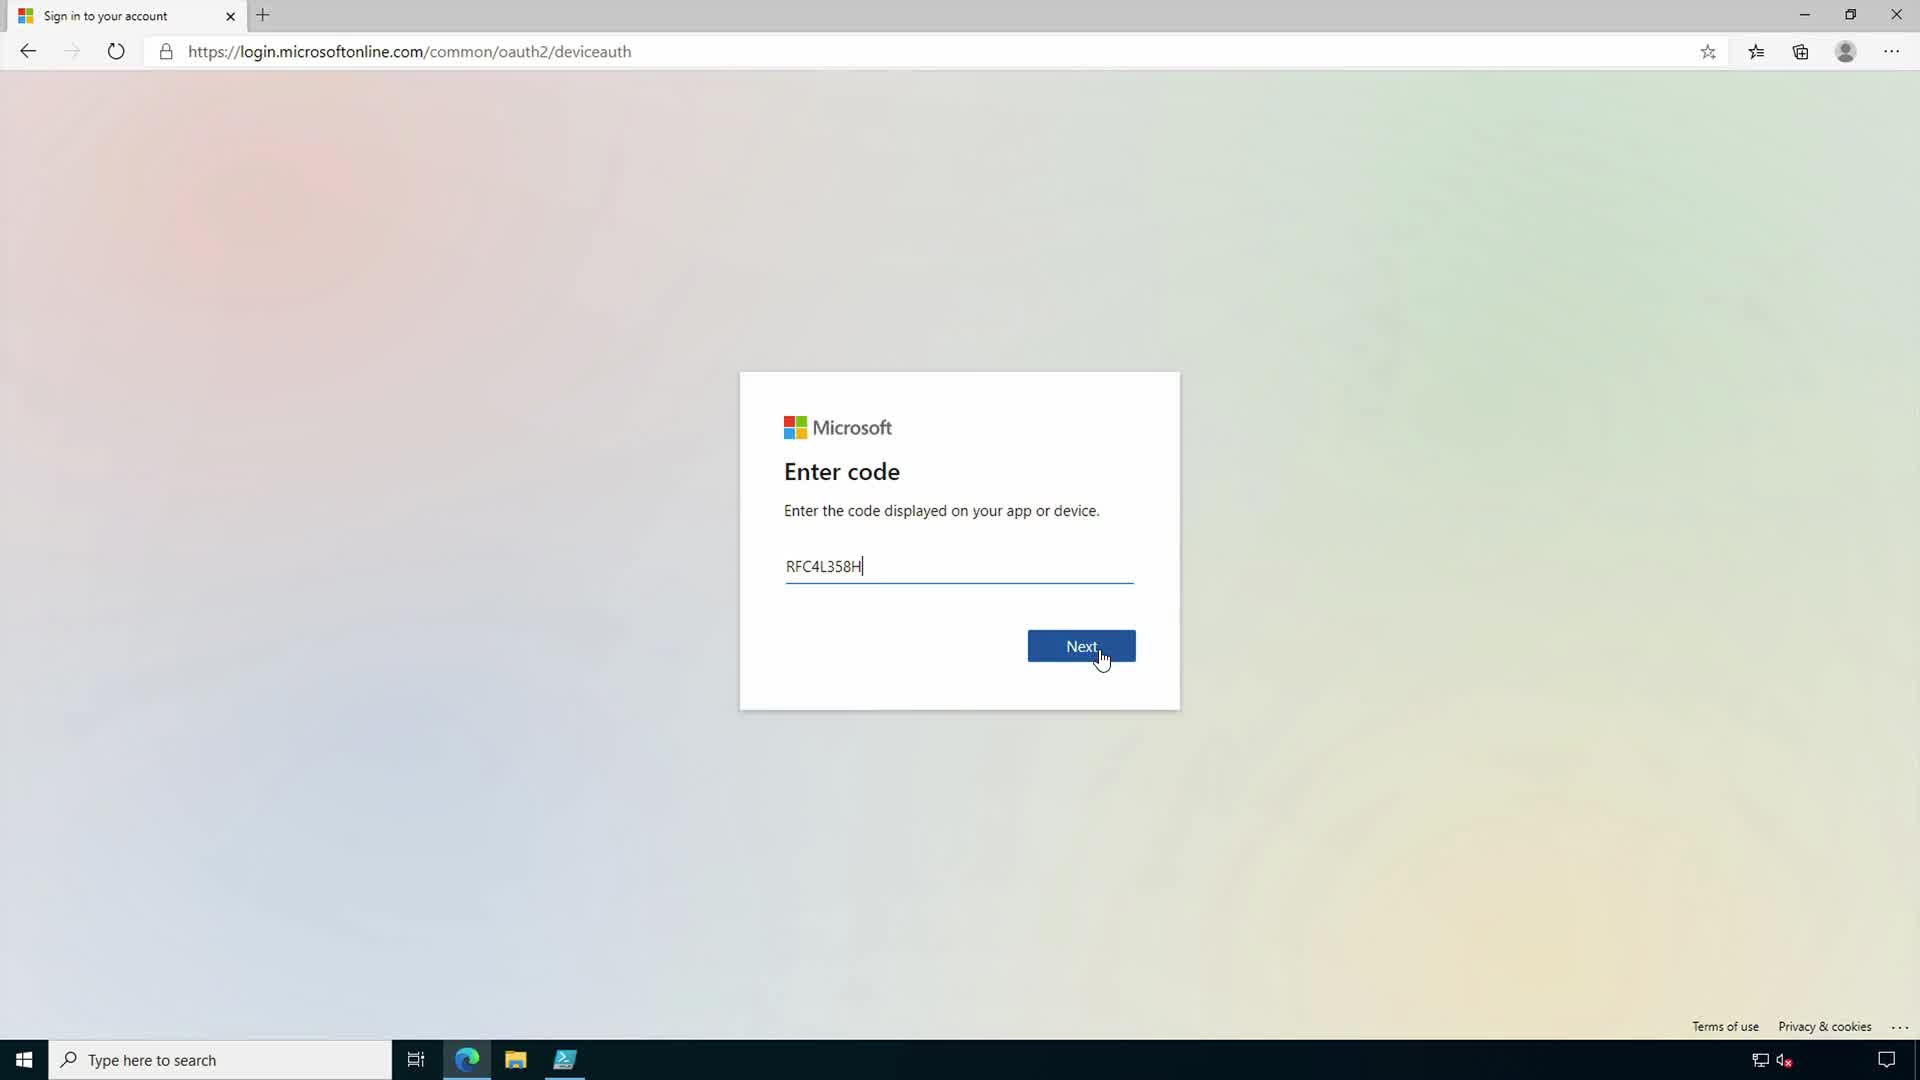 Sign in to your account
https://login.microsoftonline.com/common/oauth2/deviceauth
Microsoft
Enter code
Enter the code displayed on your app or device.
RFC4L358H
Next
Terms of use Privacy & cookies ...
Type here to search